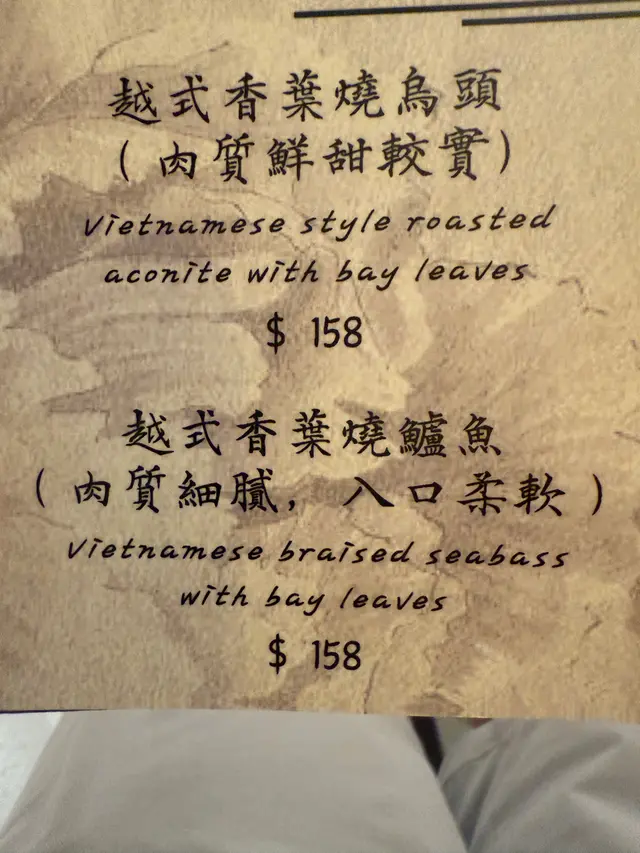 越式香葉燒烏頭
(肉質鮮甜較實)
Vietnamese style roasted
aconite with bay leaves
$ 158
越式香葉燒鱸魚
(肉質細膩, 入口柔軟)
Vietnamese braised seabass
with bay leaves
$ 158